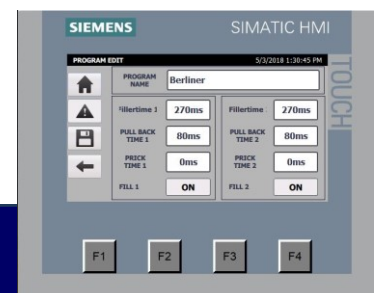 SIEMENS SIMATIC HMI
PROGRAM EDIT 5/3/2018 1:30:45 PM
TOUCH
PROGRAM
NAME
Berliner
Fillertime 1 270ms Fillertime 270ms
PULL BACK
TIME 1
80ms
PULL BACK
TIME 2
80ms
PRICK
TIME 1
0ms
PRICK
TIME 2
0ms
FILL 1 ON FILL 2 ON
F1 F2 F3 F4